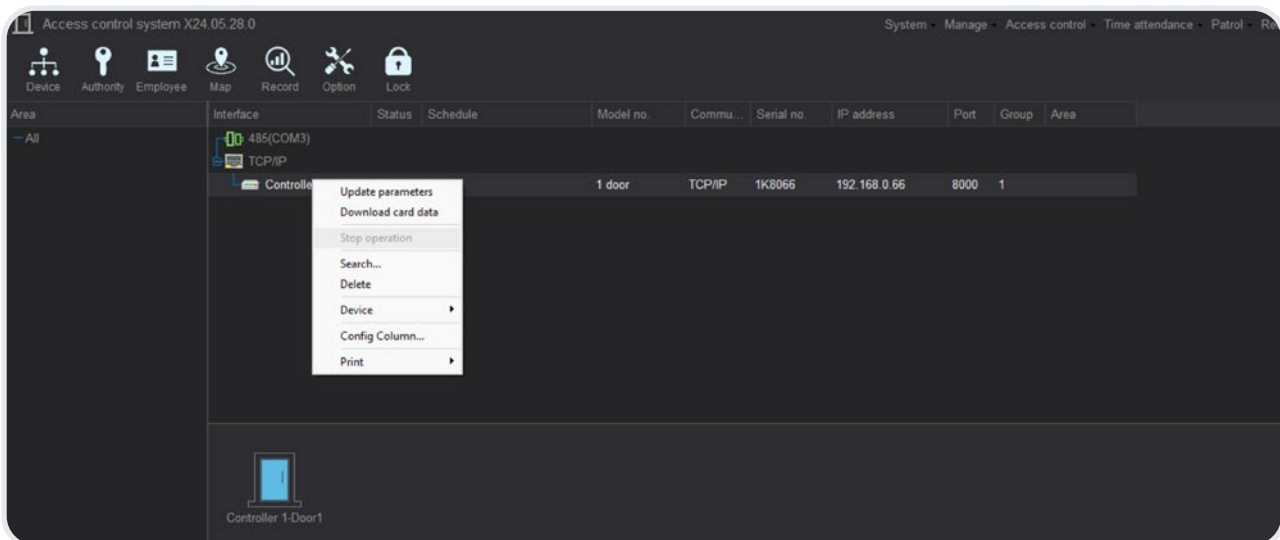 Access control system X24.05.28.0
System Manage Access control Time attendance Patrol Re
Device Authority Employee Map Record Option Lock
Area Interface Status Schedule Model no. Commu... Serial no. IP address Port Group Area
All
485(COM3)
TCP/IP
Controlle 1 door TCP/IP 1K8066 192.168.0.66 8000 1
Update parameters
Download card data
Stop operation
Search...
Delete
Device
Config Column...
Print
Controller 1-Door1